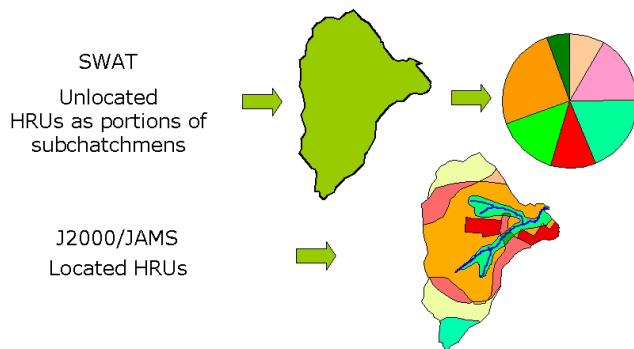 SWAT
Unlocated
HRUs as portions of
subchatchmens
J2000/JAMS
Located HRUs